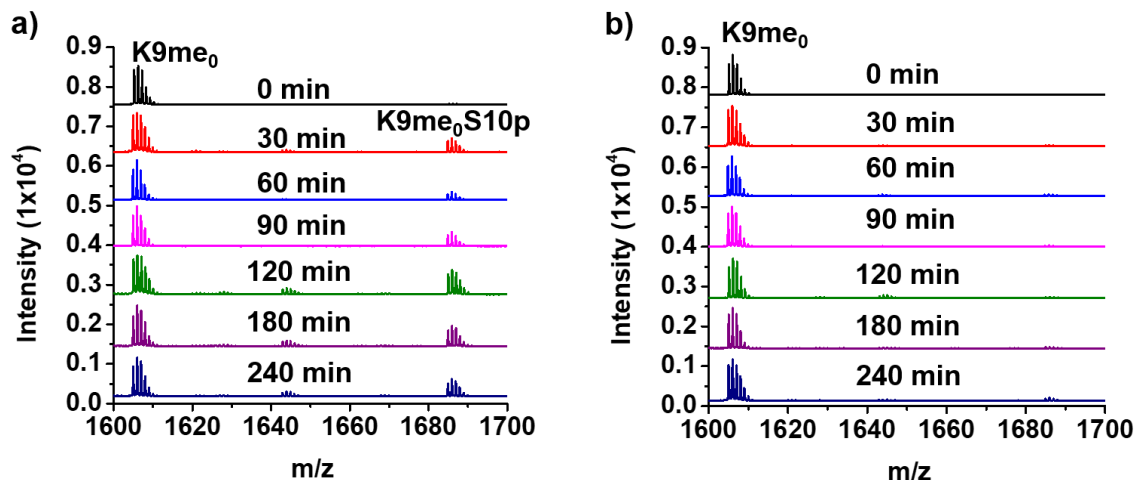 a)
K9me₀
0.9
0.8
0.7
0.6
0.5
0.4
0.3
0.2
0.1
0.0
Intensity (1x10⁴)
0 min
K9me₀S10p
30 min
60 min
90 min
120 min
180 min
240 min
1600 1620 1640 1660 1680 1700
m/z
b)
K9me₀
0.9
0.8
0.7
0.6
0.5
0.4
0.3
0.2
0.1
0.0
Intensity (1x10⁴)
0 min
30 min
60 min
90 min
120 min
180 min
240 min
1600 1620 1640 1660 1680 1700
m/z